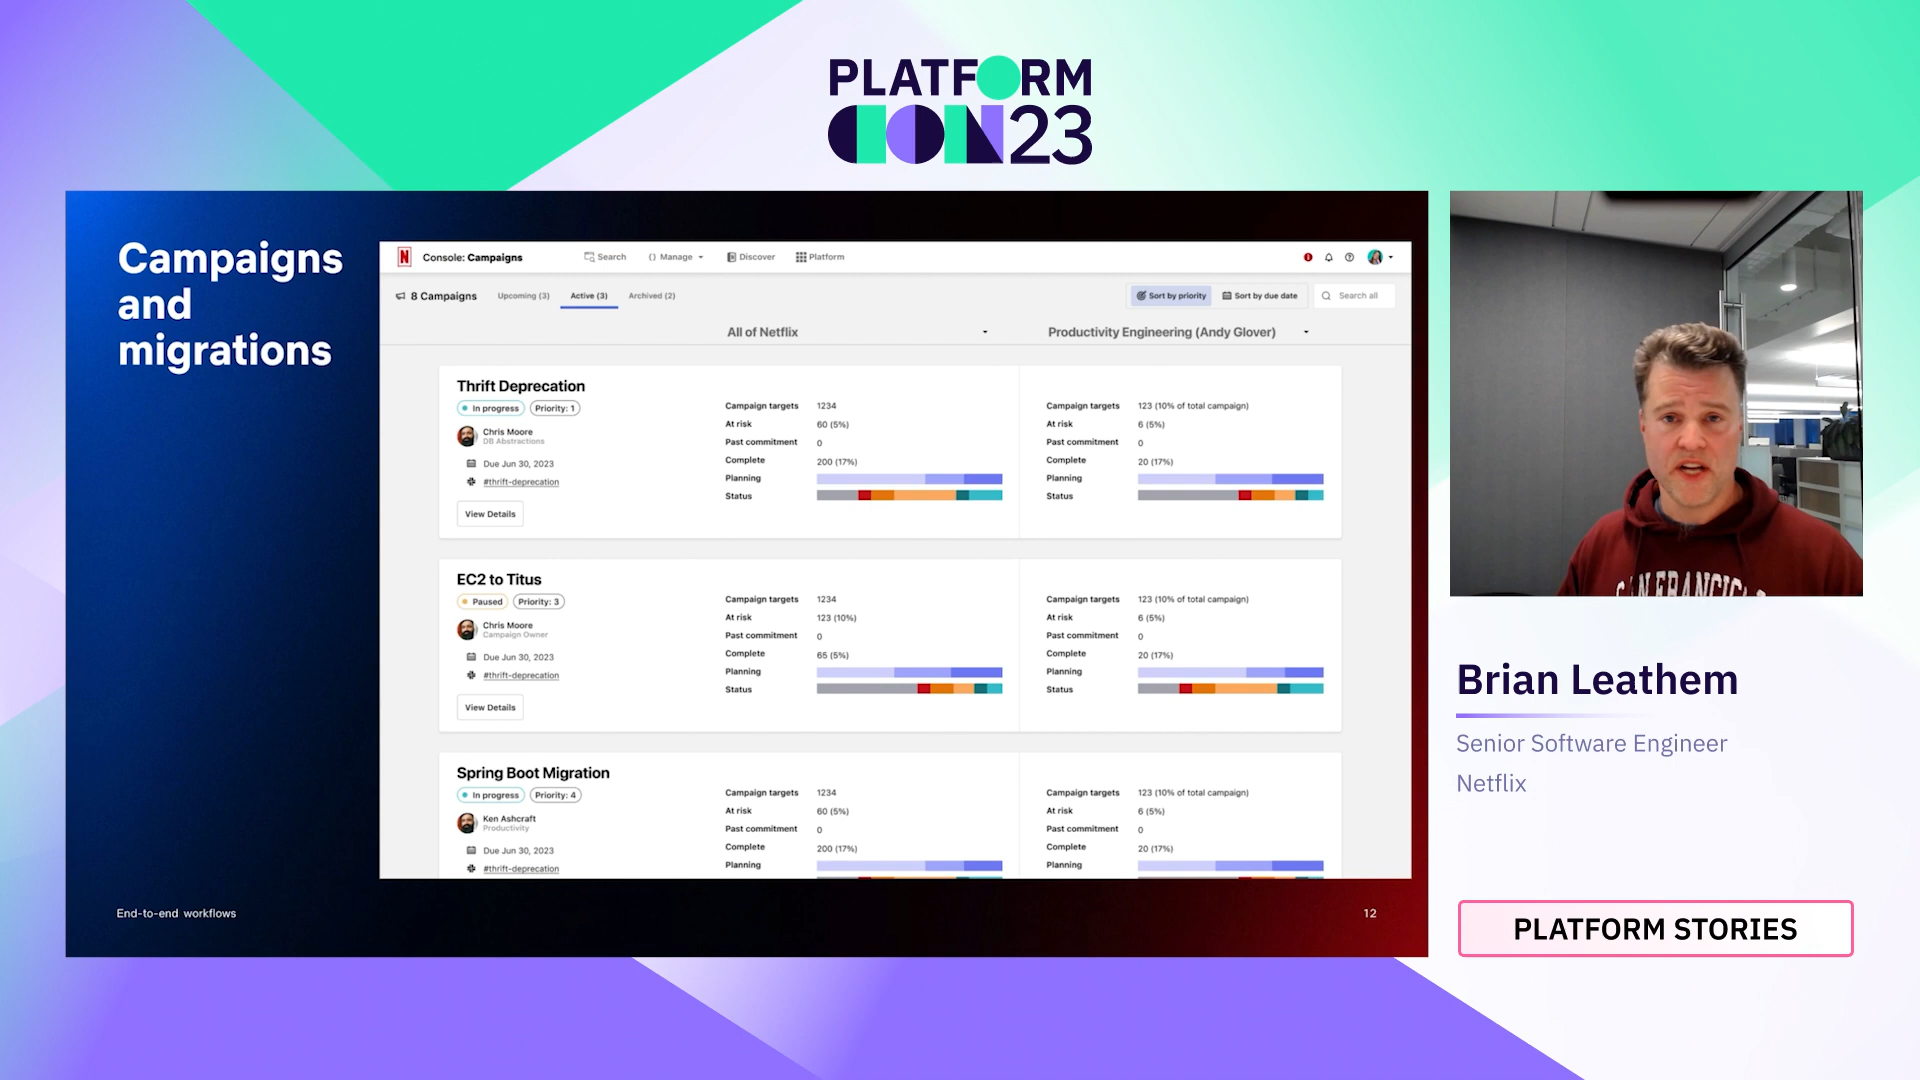 PLATFORM
CON23
Campaigns
and
migrations
N
Console: Campaigns
Search
Manage
Discover
Platform
8 Campaigns
Upcoming (3)
Active (3)
Archived (2)
Sort by priority
Sort by due date
Search all
All of Netflix
Productivity Engineering (Andy Glover)
Thrift Deprecation
In progress
Priority: 1
Chris Moore
DB Abstractions
Due Jun 30, 2023
#thrift-deprecation
View Details
Campaign targets 1234
At risk 60 (5%)
Past commitment 0
Complete 200 (17%)
Planning
Status
Campaign targets 123 (10% of total campaign)
At risk 6 (5%)
Past commitment 0
Complete 20 (17%)
Planning
Status
EC2 to Titus
Paused
Priority: 3
Chris Moore
Campaign Owner
Due Jun 30, 2023
#thrift-deprecation
View Details
Campaign targets 1234
At risk 123 (10%)
Past commitment 0
Complete 65 (5%)
Planning
Status
Campaign targets 123 (10% of total campaign)
At risk 6 (5%)
Past commitment 0
Complete 20 (17%)
Planning
Status
Spring Boot Migration
In progress
Priority: 4
Ken Ashcraft
Productivity
Due Jun 30, 2023
#thrift-deprecation
Campaign targets 1234
At risk 60 (5%)
Past commitment 0
Complete 200 (17%)
Planning
Campaign targets 123 (10% of total campaign)
At risk 6 (5%)
Past commitment 0
Complete 20 (17%)
Planning
End-to-end workflows
12
Brian Leathem
Senior Software Engineer
Netflix
PLATFORM STORIES